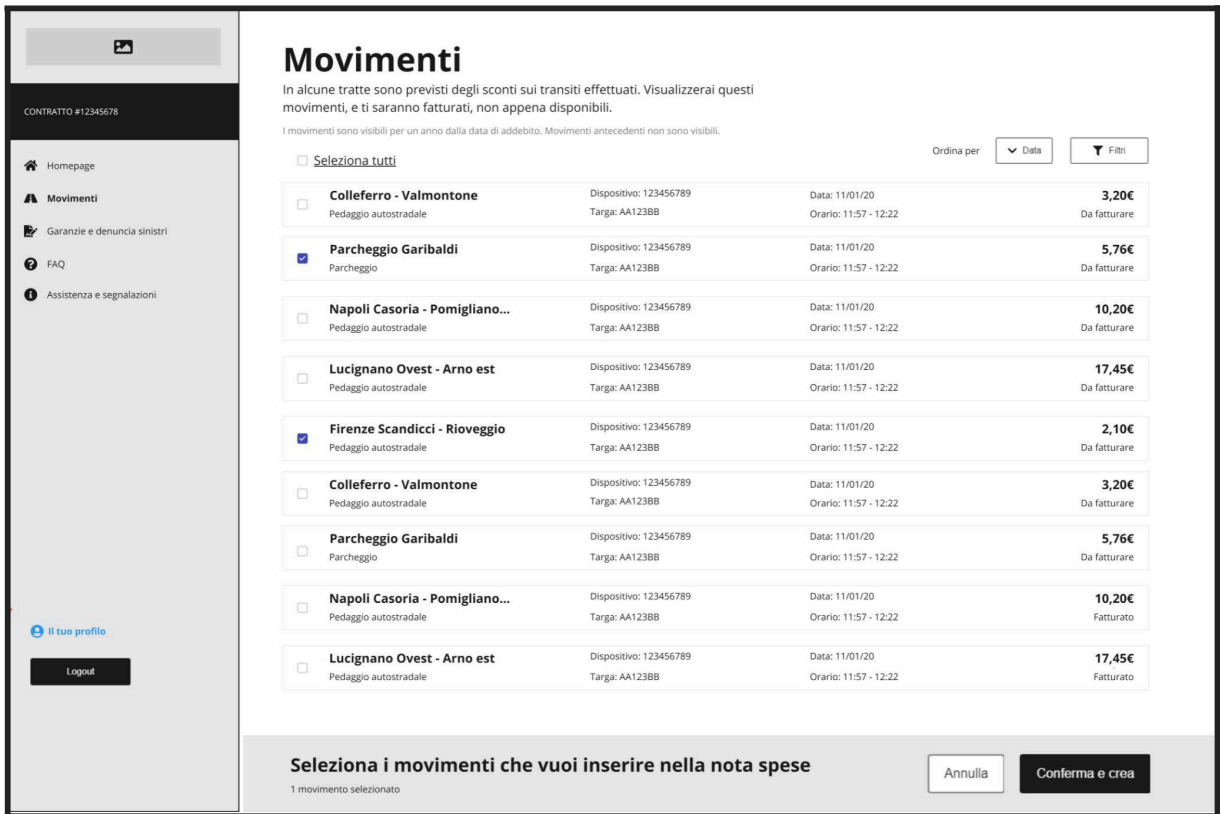 CONTRATTO #12345678
Homepage
Movimenti
Garanzie e denuncia sinistri
FAQ
Assistenza e segnalazioni
Il tuo profilo
Logout
Movimenti
In alcune tratte sono previsti degli sconti sui transiti effettuati. Visualizzerai questi
movimenti, e ti saranno fatturati, non appena disponibili.
I movimenti sono visibili per un anno dalla data di addebito. Movimenti antecedenti non sono visibili.
Seleziona tutti
Ordina per Data Filtri
Colleferro - Valmontone Dispositivo: 123456789 Data: 11/01/20 3,20€
Pedaggio autostradale Targa: AA123BB Orario: 11:57 - 12:22 Da fatturare
Parcheggio Garibaldi Dispositivo: 123456789 Data: 11/01/20 5,76€
Parcheggio Targa: AA123BB Orario: 11:57 - 12:22 Da fatturare
Napoli Casoria - Pomigliano... Dispositivo: 123456789 Data: 11/01/20 10,20€
Pedaggio autostradale Targa: AA123BB Orario: 11:57 - 12:22 Da fatturare
Lucignano Ovest - Arno est Dispositivo: 123456789 Data: 11/01/20 17,45€
Pedaggio autostradale Targa: AA123BB Orario: 11:57 - 12:22 Da fatturare
Firenze Scandicci - Rioveggio Dispositivo: 123456789 Data: 11/01/20 2,10€
Pedaggio autostradale Targa: AA123BB Orario: 11:57 - 12:22 Da fatturare
Colleferro - Valmontone Dispositivo: 123456789 Data: 11/01/20 3,20€
Pedaggio autostradale Targa: AA123BB Orario: 11:57 - 12:22 Da fatturare
Parcheggio Garibaldi Dispositivo: 123456789 Data: 11/01/20 5,76€
Parcheggio Targa: AA123BB Orario: 11:57 - 12:22 Da fatturare
Napoli Casoria - Pomigliano... Dispositivo: 123456789 Data: 11/01/20 10,20€
Pedaggio autostradale Targa: AA123BB Orario: 11:57 - 12:22 Fatturato
Lucignano Ovest - Arno est Dispositivo: 123456789 Data: 11/01/20 17,45€
Pedaggio autostradale Targa: AA123BB Orario: 11:57 - 12:22 Fatturato
Seleziona i movimenti che vuoi inserire nella nota spese
1 movimento selezionato
Annulla Conferma e crea